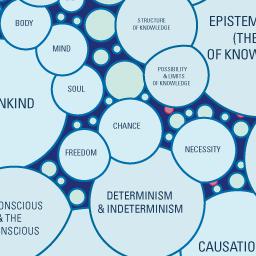 BODY
MIND
SOUL
STRUCTURE
OF KNOWLEDGE
EPISTEM
(THE
OF KNOW
POSSIBILITY
& LIMITS
OF KNOWLEDGE
NKIND
CHANCE
FREEDOM
NECESSITY
DETERMINISM
& INDETERMINISM
ONSCIOUS
& THE
ONSCIOUS
CAUSATIO